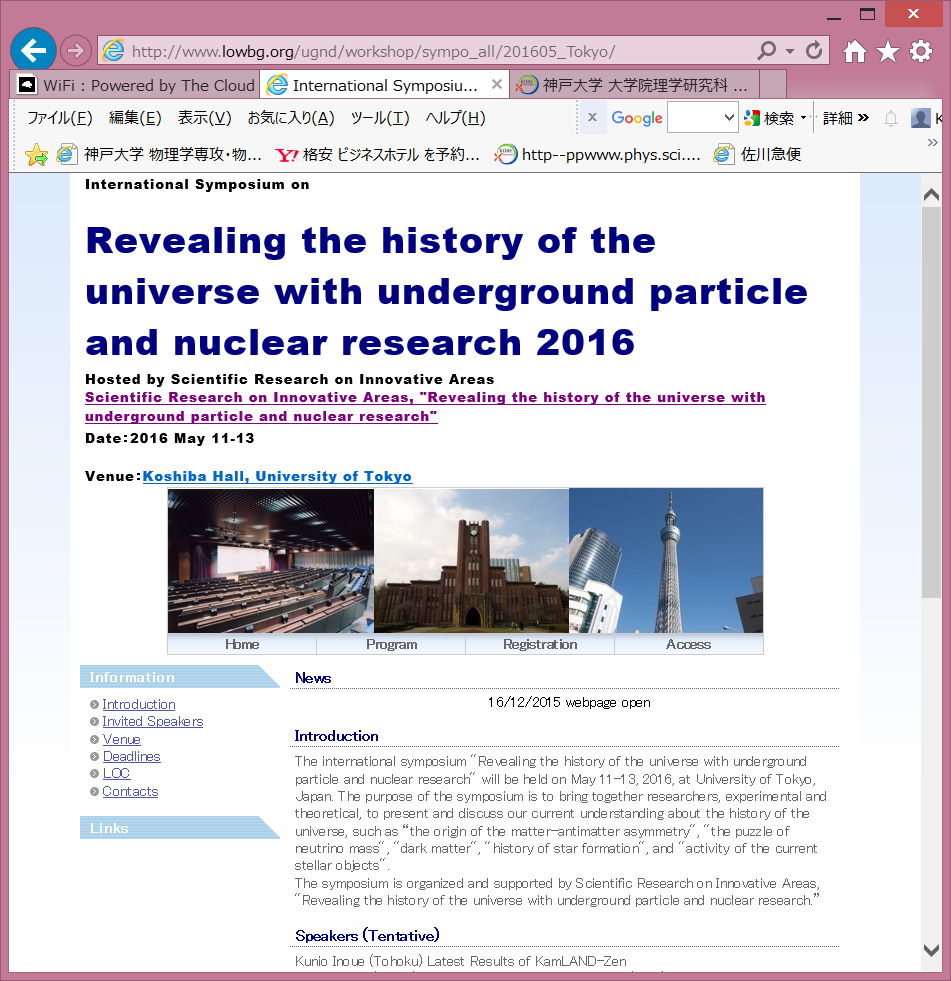 http://www.lowbg.org/ugnd/workshop/sympo_all/201605_Tokyo/
WiFi : Powered by The Cloud
International Symposiu...
神戸大学 大学院理学研究科 ...
ファイル(F) 編集(E) 表示(V) お気に入り(A) ツール(T) ヘルプ(H)
× Google 検索 詳細 »
K
神戸大学 物理学専攻・物...
Y! 格安 ビジネスホテル を予約...
http--ppwww.phys.sci....
佐川急便
»
International Symposium on
Revealing the history of the
universe with underground particle
and nuclear research 2016
Hosted by Scientific Research on Innovative Areas
Scientific Research on Innovative Areas, "Revealing the history of the universe with
underground particle and nuclear research"
Date:2016 May 11-13
Venue:Koshiba Hall, University of Tokyo
Home Program Registration Access
Information
Introduction
Invited Speakers
Venue
Deadlines
LOC
Contacts
Links
News
16/12/2015 webpage open
Introduction
The international symposium “Revealing the history of the universe with underground
particle and nuclear research“ will be held on May 11-13, 2016, at University of Tokyo,
Japan. The purpose of the symposium is to bring together researchers, experimental and
theoretical, to present and discuss our current understanding about the history of the
universe, such as “the origin of the matter-antimatter asymmetry“, “the puzzle of
neutrino mass“, “dark matter“, “history of star formation“, and “activity of the current
stellar objects“.
The symposium is organized and supported by Scientific Research on Innovative Areas,
“Revealing the history of the universe with underground particle and nuclear research.”
Speakers (Tentative)
Kunio Inoue (Tohoku) Latest Results of KamLAND-Zen